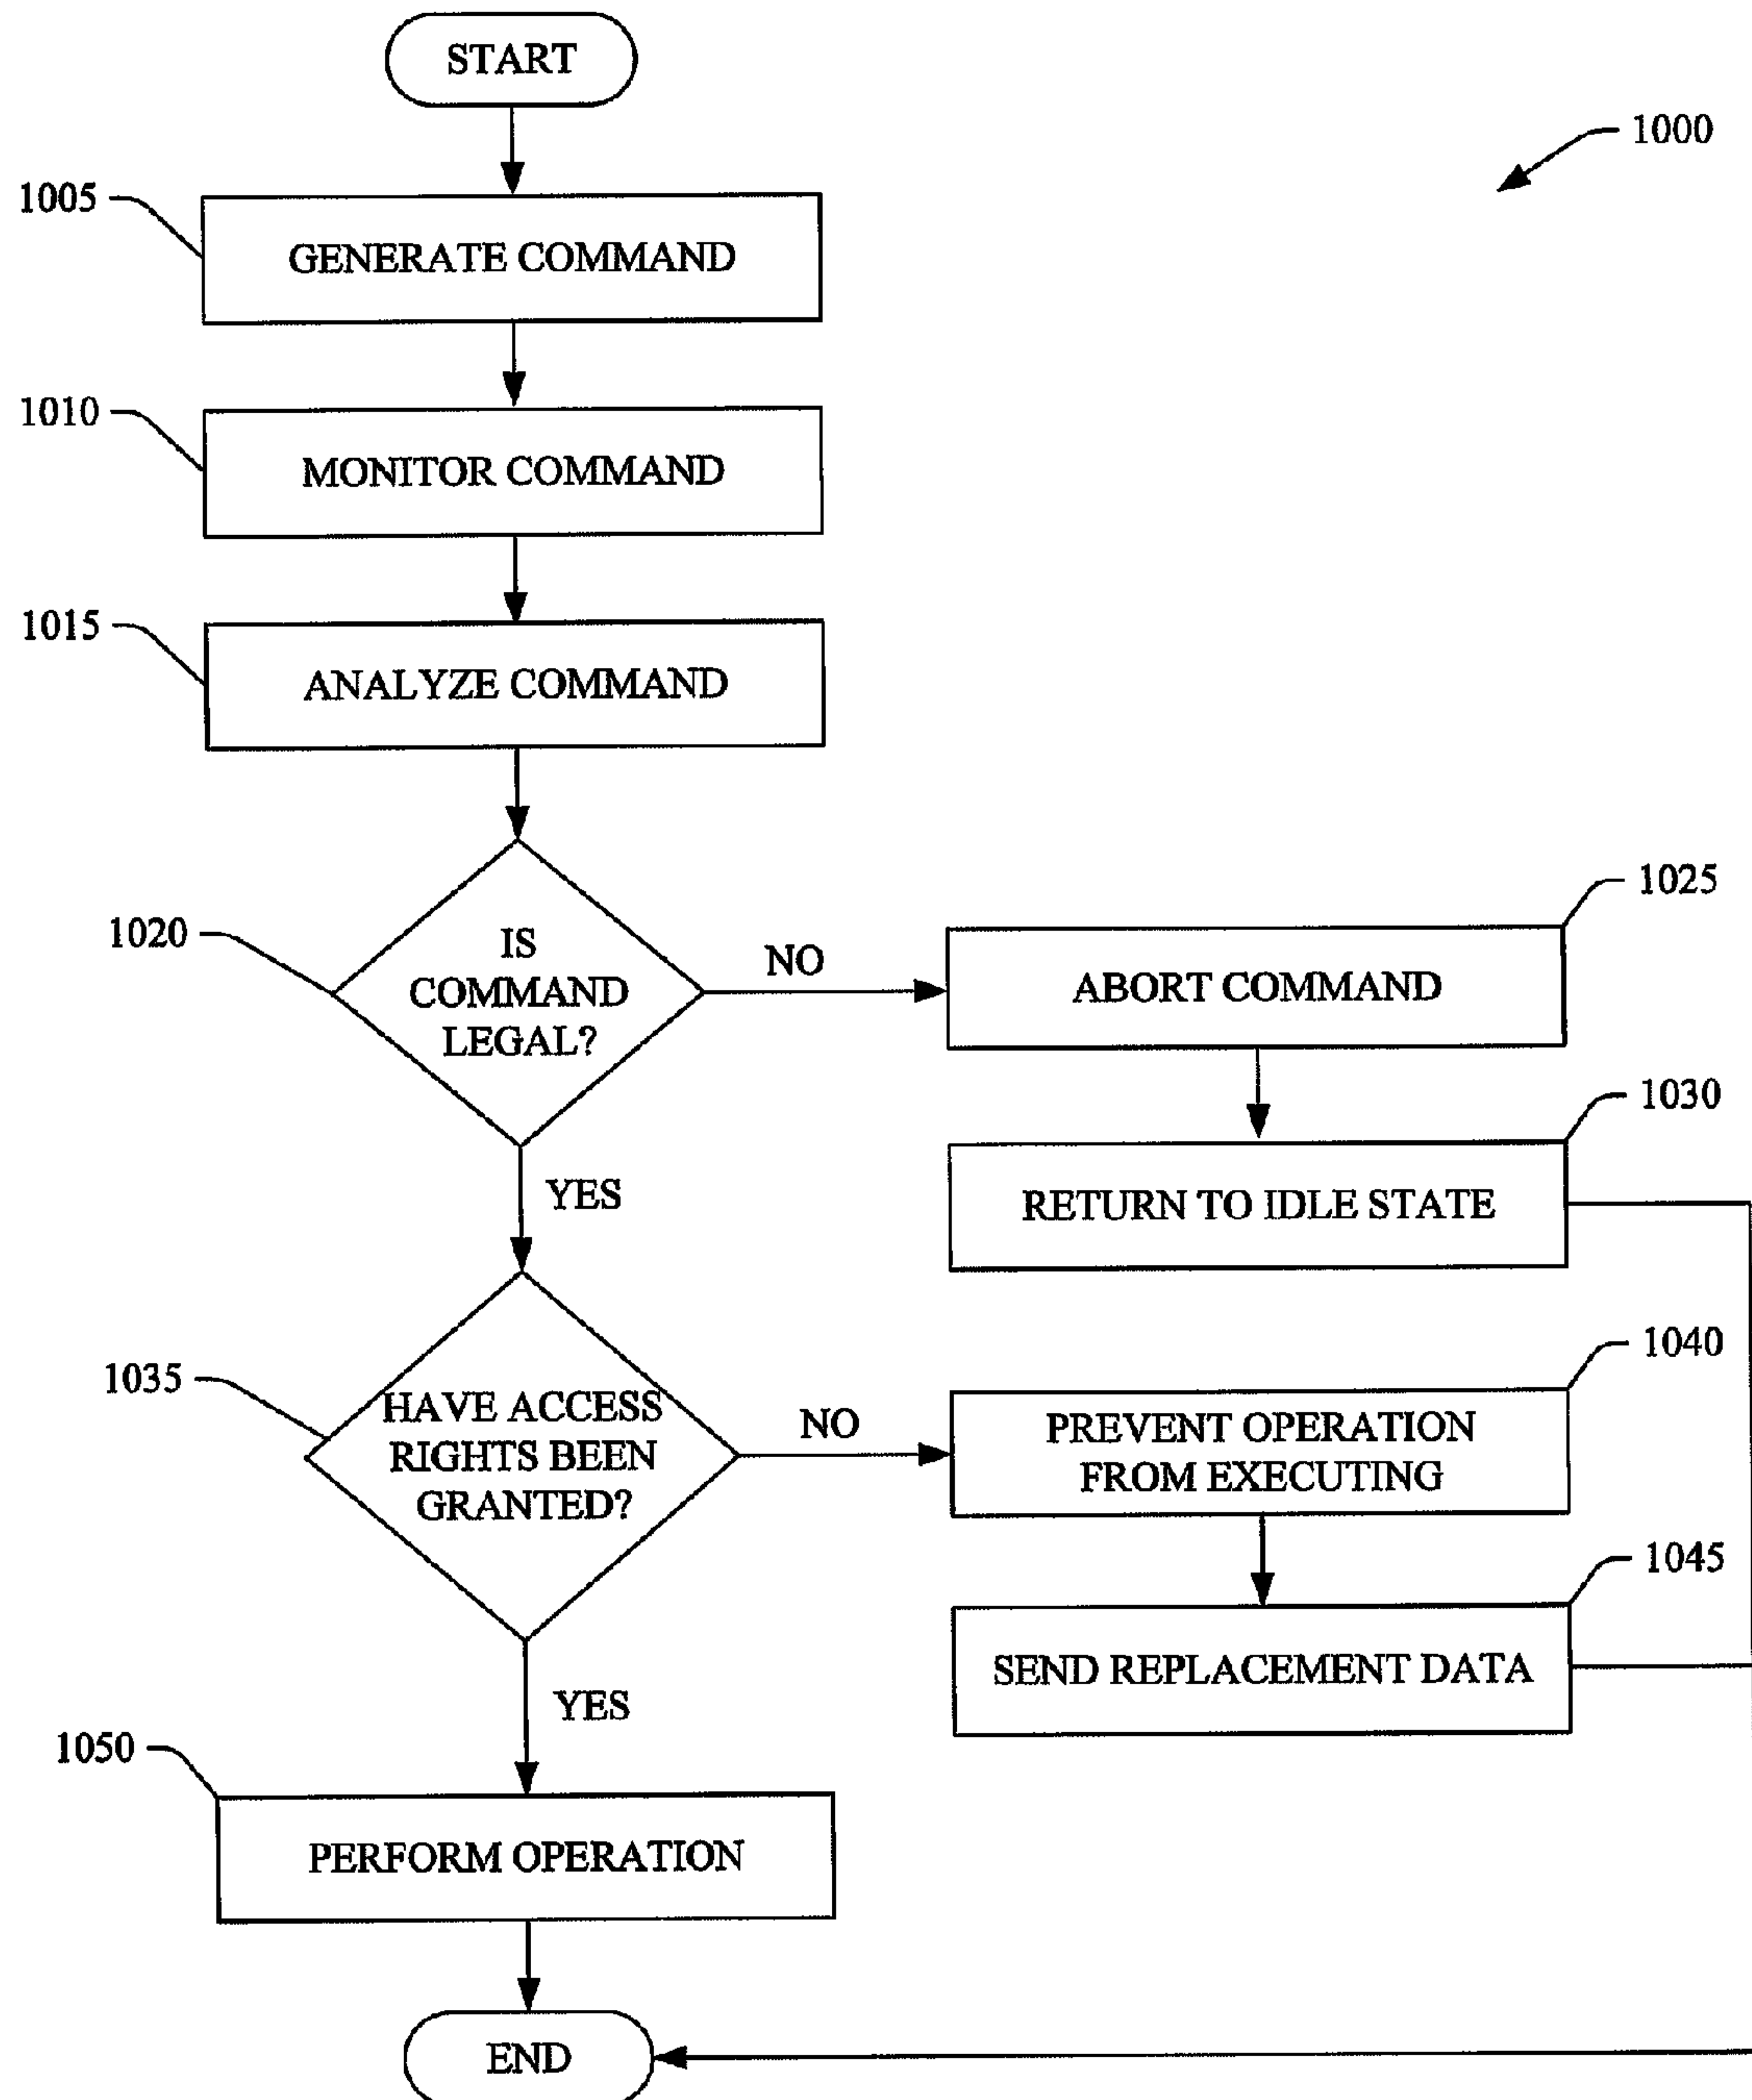 START
1000
1005
GENERATE COMMAND
1010
MONITOR COMMAND
1015
ANALYZE COMMAND
1020
IS
COMMAND
LEGAL?
NO
1025
ABORT COMMAND
1030
RETURN TO IDLE STATE
YES
1035
HAVE ACCESS
RIGHTS BEEN
GRANTED?
NO
1040
PREVENT OPERATION
FROM EXECUTING
1045
SEND REPLACEMENT DATA
YES
1050
PERFORM OPERATION
END